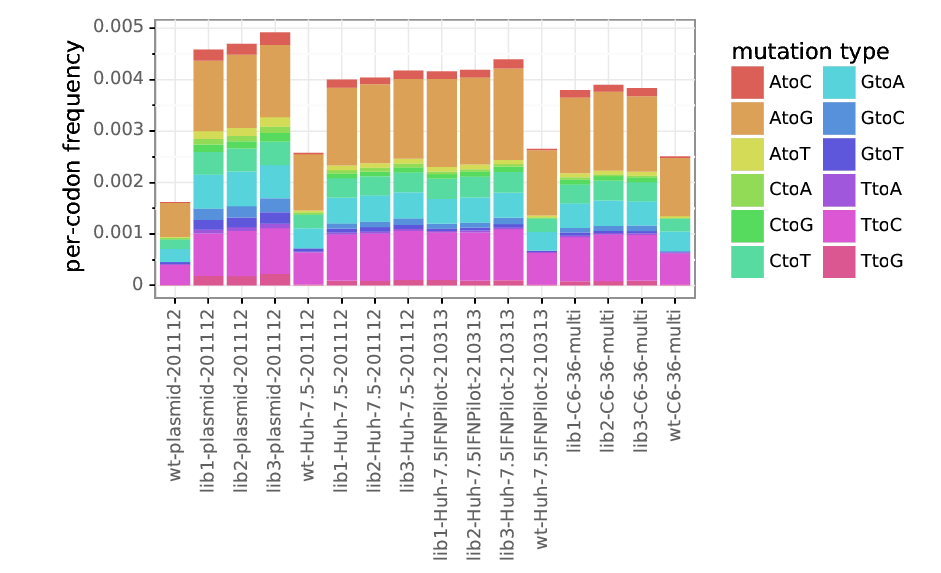 per-codon frequency
0.005
0.004
0.003
0.002
0.001
0
wt-plasmid-201112
lib1-plasmid-201112
lib2-plasmid-201112
lib3-plasmid-201112
wt-Huh-7.5-201112
lib1-Huh-7.5-201112
lib2-Huh-7.5-201112
lib3-Huh-7.5-201112
lib1-Huh-7.5IFNPilot-210313
lib2-Huh-7.5IFNPilot-210313
lib3-Huh-7.5IFNPilot-210313
wt-Huh-7.5IFNPilot-210313
lib1-C6-36-multi
lib2-C6-36-multi
lib3-C6-36-multi
wt-C6-36-multi
mutation type
AtoC
AtoG
AtoT
CtoA
CtoG
CtoT
GtoA
GtoC
GtoT
TtoA
TtoC
TtoG